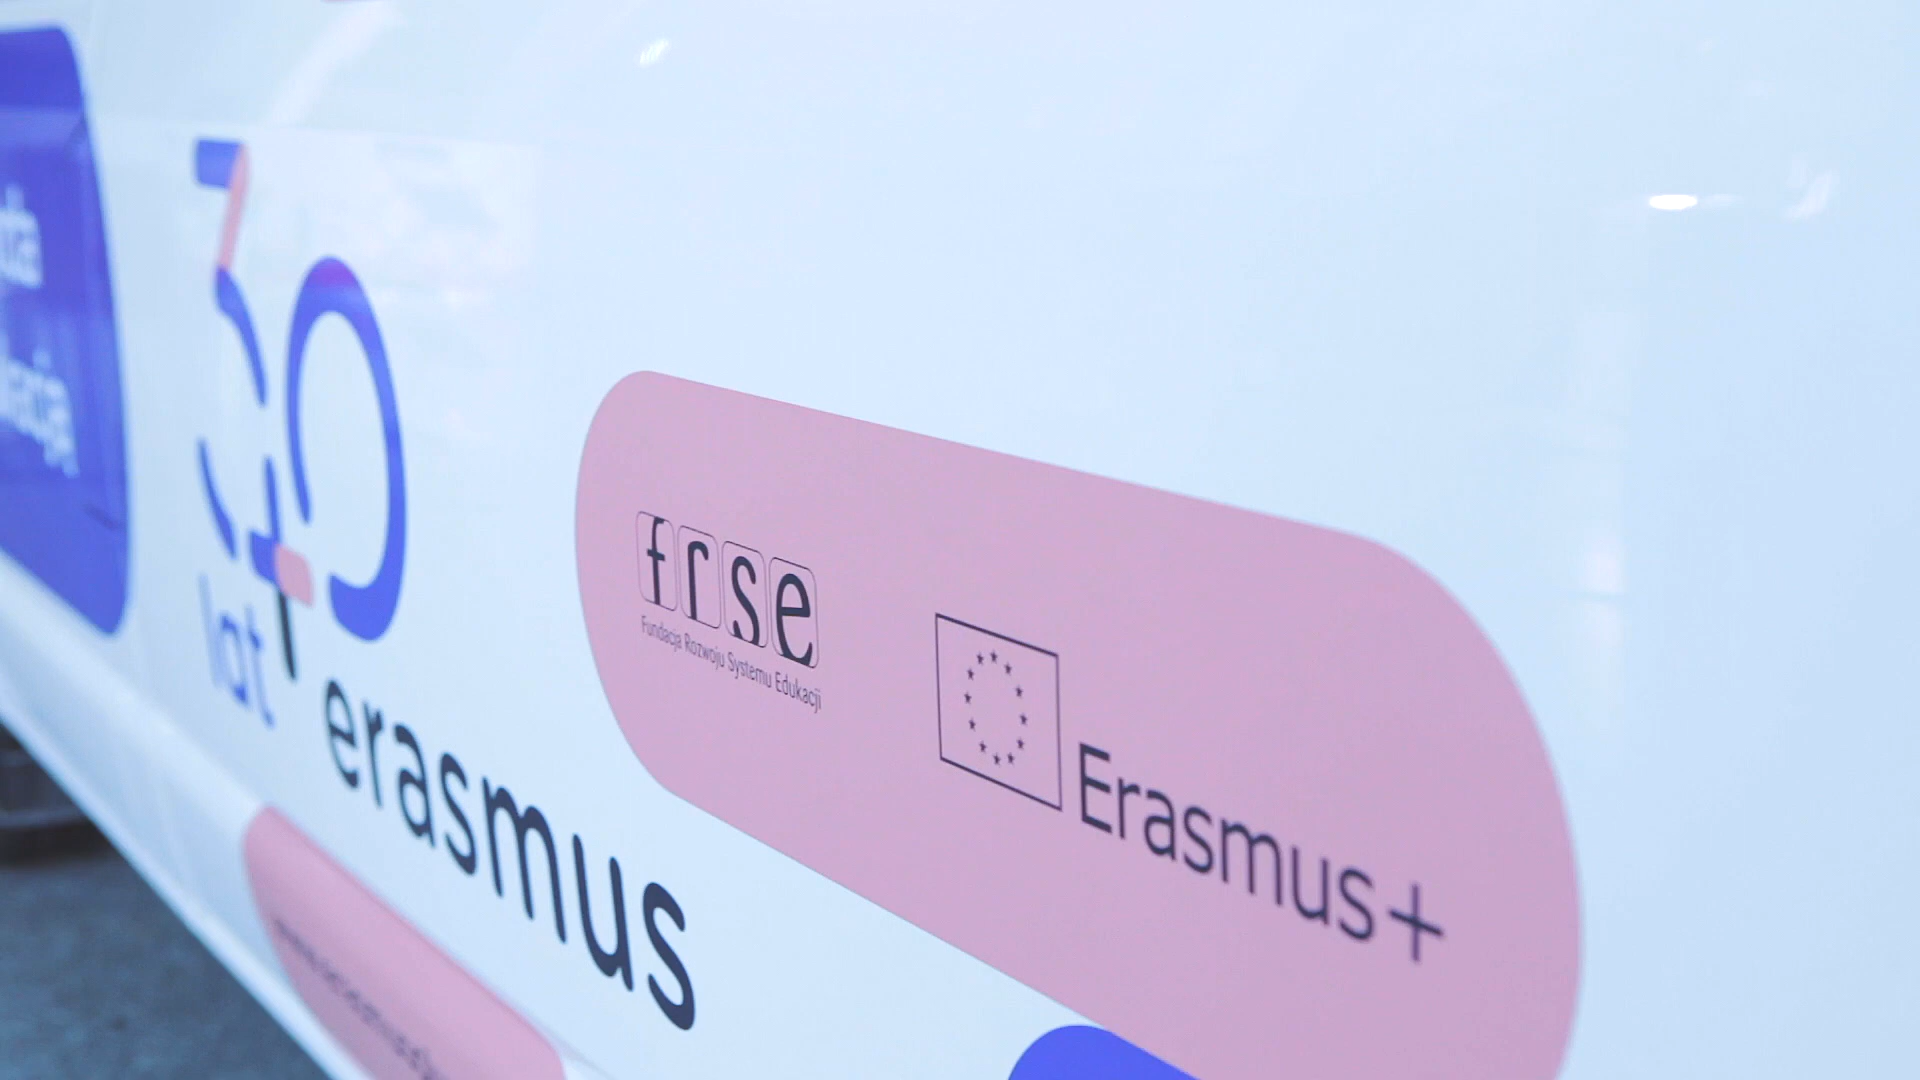 30
lat
erasmus
frse
Fundacja Rozwoju Systemu Edukacji
Erasmus+